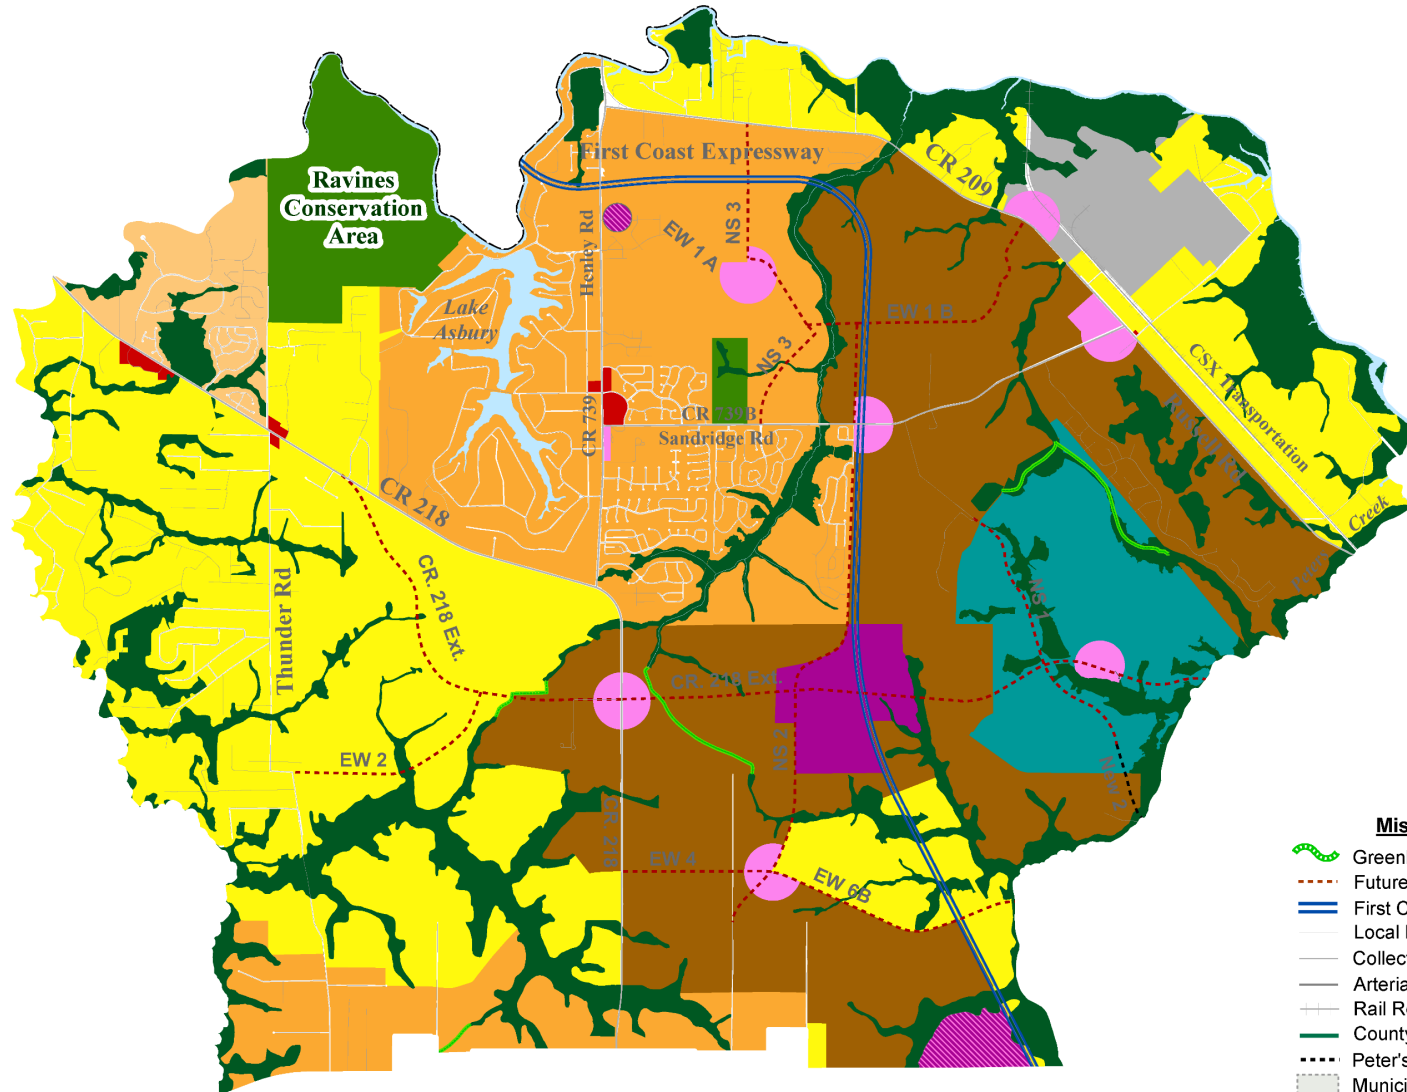 First Coast Expressway
CR 209
Ravines
Conservation
Area
Henley Rd
NS 3
EW 1 A
Lake
Asbury
EW 1 B
NS 3
CSX Transportation
CR 739
CR 739B
Sandridge Rd
Russell Rd
CR 218
Creek
Peters
CR. 218 Ext.
Thunder Rd
NS 1
CR. 218 Ext.
NS 2
EW 2
New 2
CR. 218
EW 4
EW 6B
Mis
Green
Future
First C
Local
Collec
Arteria
Rail R
County
Peter's
Munici